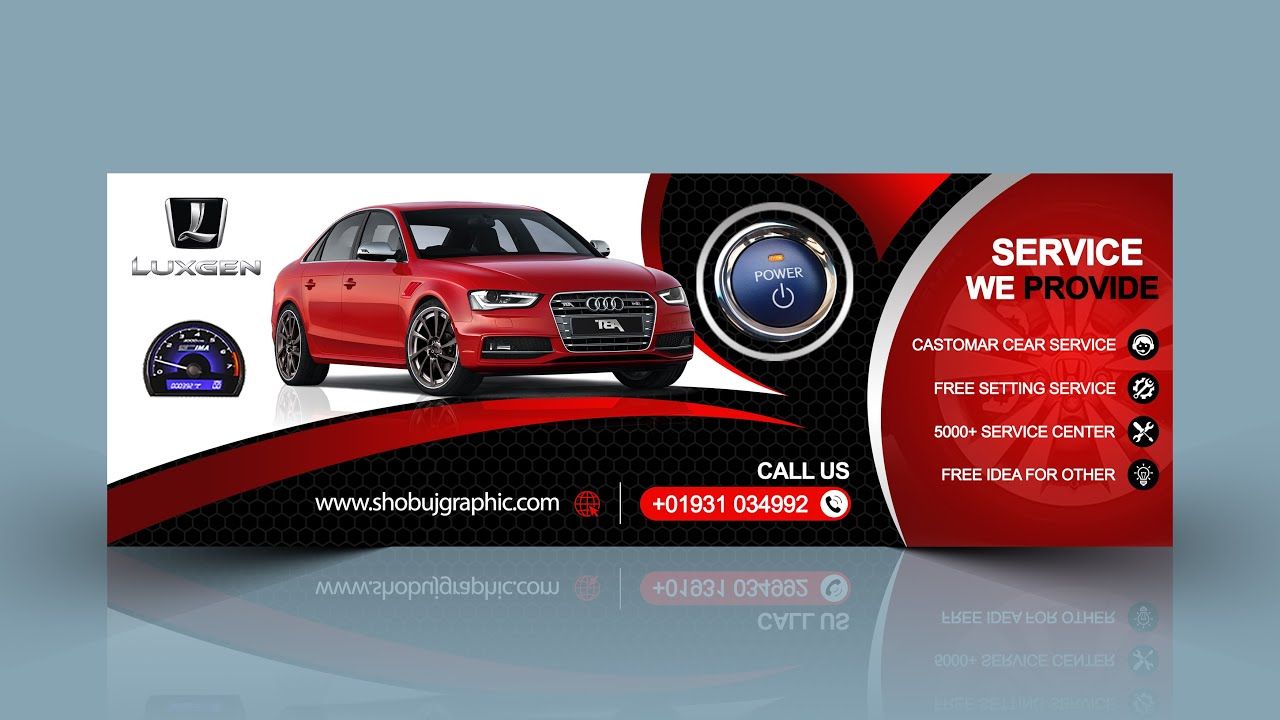 LUXGEN
POWER
SERVICE
WE PROVIDE
CASTOMAR CEAR SERVICE
FREE SETTING SERVICE
5000+ SERVICE CENTER
FREE IDEA FOR OTHER
CALL US
www.shobujgraphic.com
+01931 034992